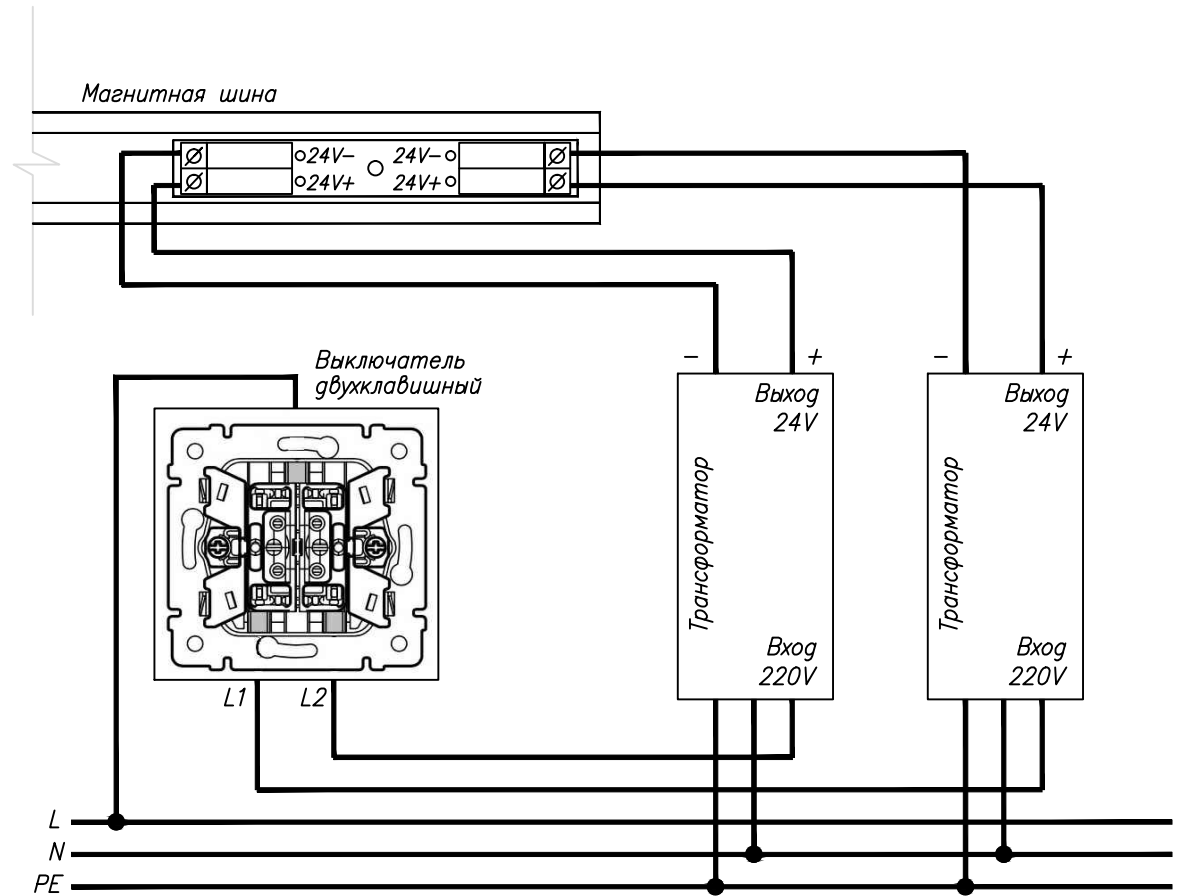 Магнитная шина
24V- 24V-
24V+ 24V+
Выключатель
двухклавишный
- + - +
Выход
24V
Трансформатор
Вход
220V
Выход
24V
Трансформатор
Вход
220V
L1 L2
L
N
PE